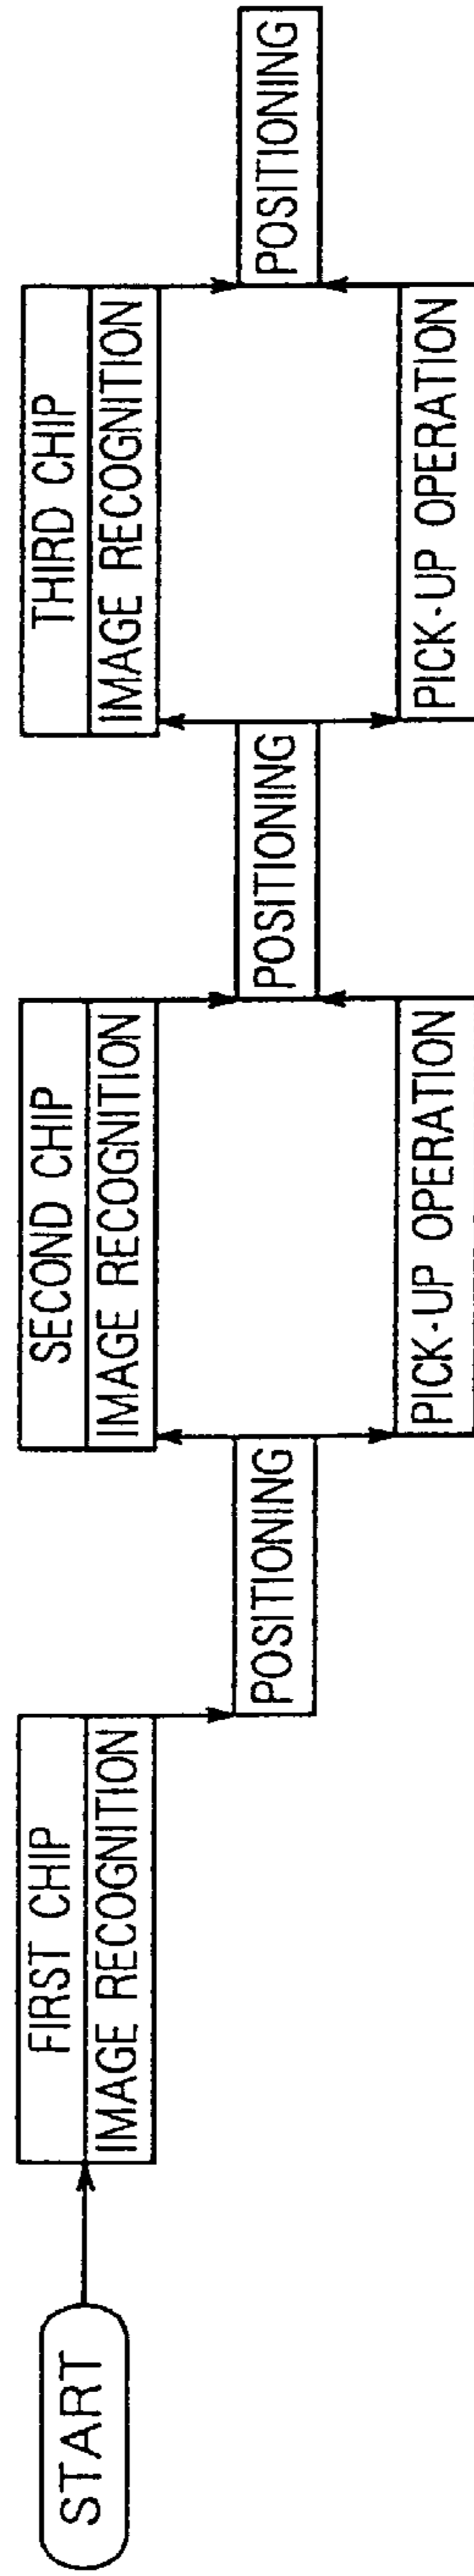 START
FIRST CHIP
IMAGE RECOGNITION
POSITIONING
SECOND CHIP
IMAGE RECOGNITION
PICK-UP OPERATION
POSITIONING
THIRD CHIP
IMAGE RECOGNITION
PICK-UP OPERATION
POSITIONING